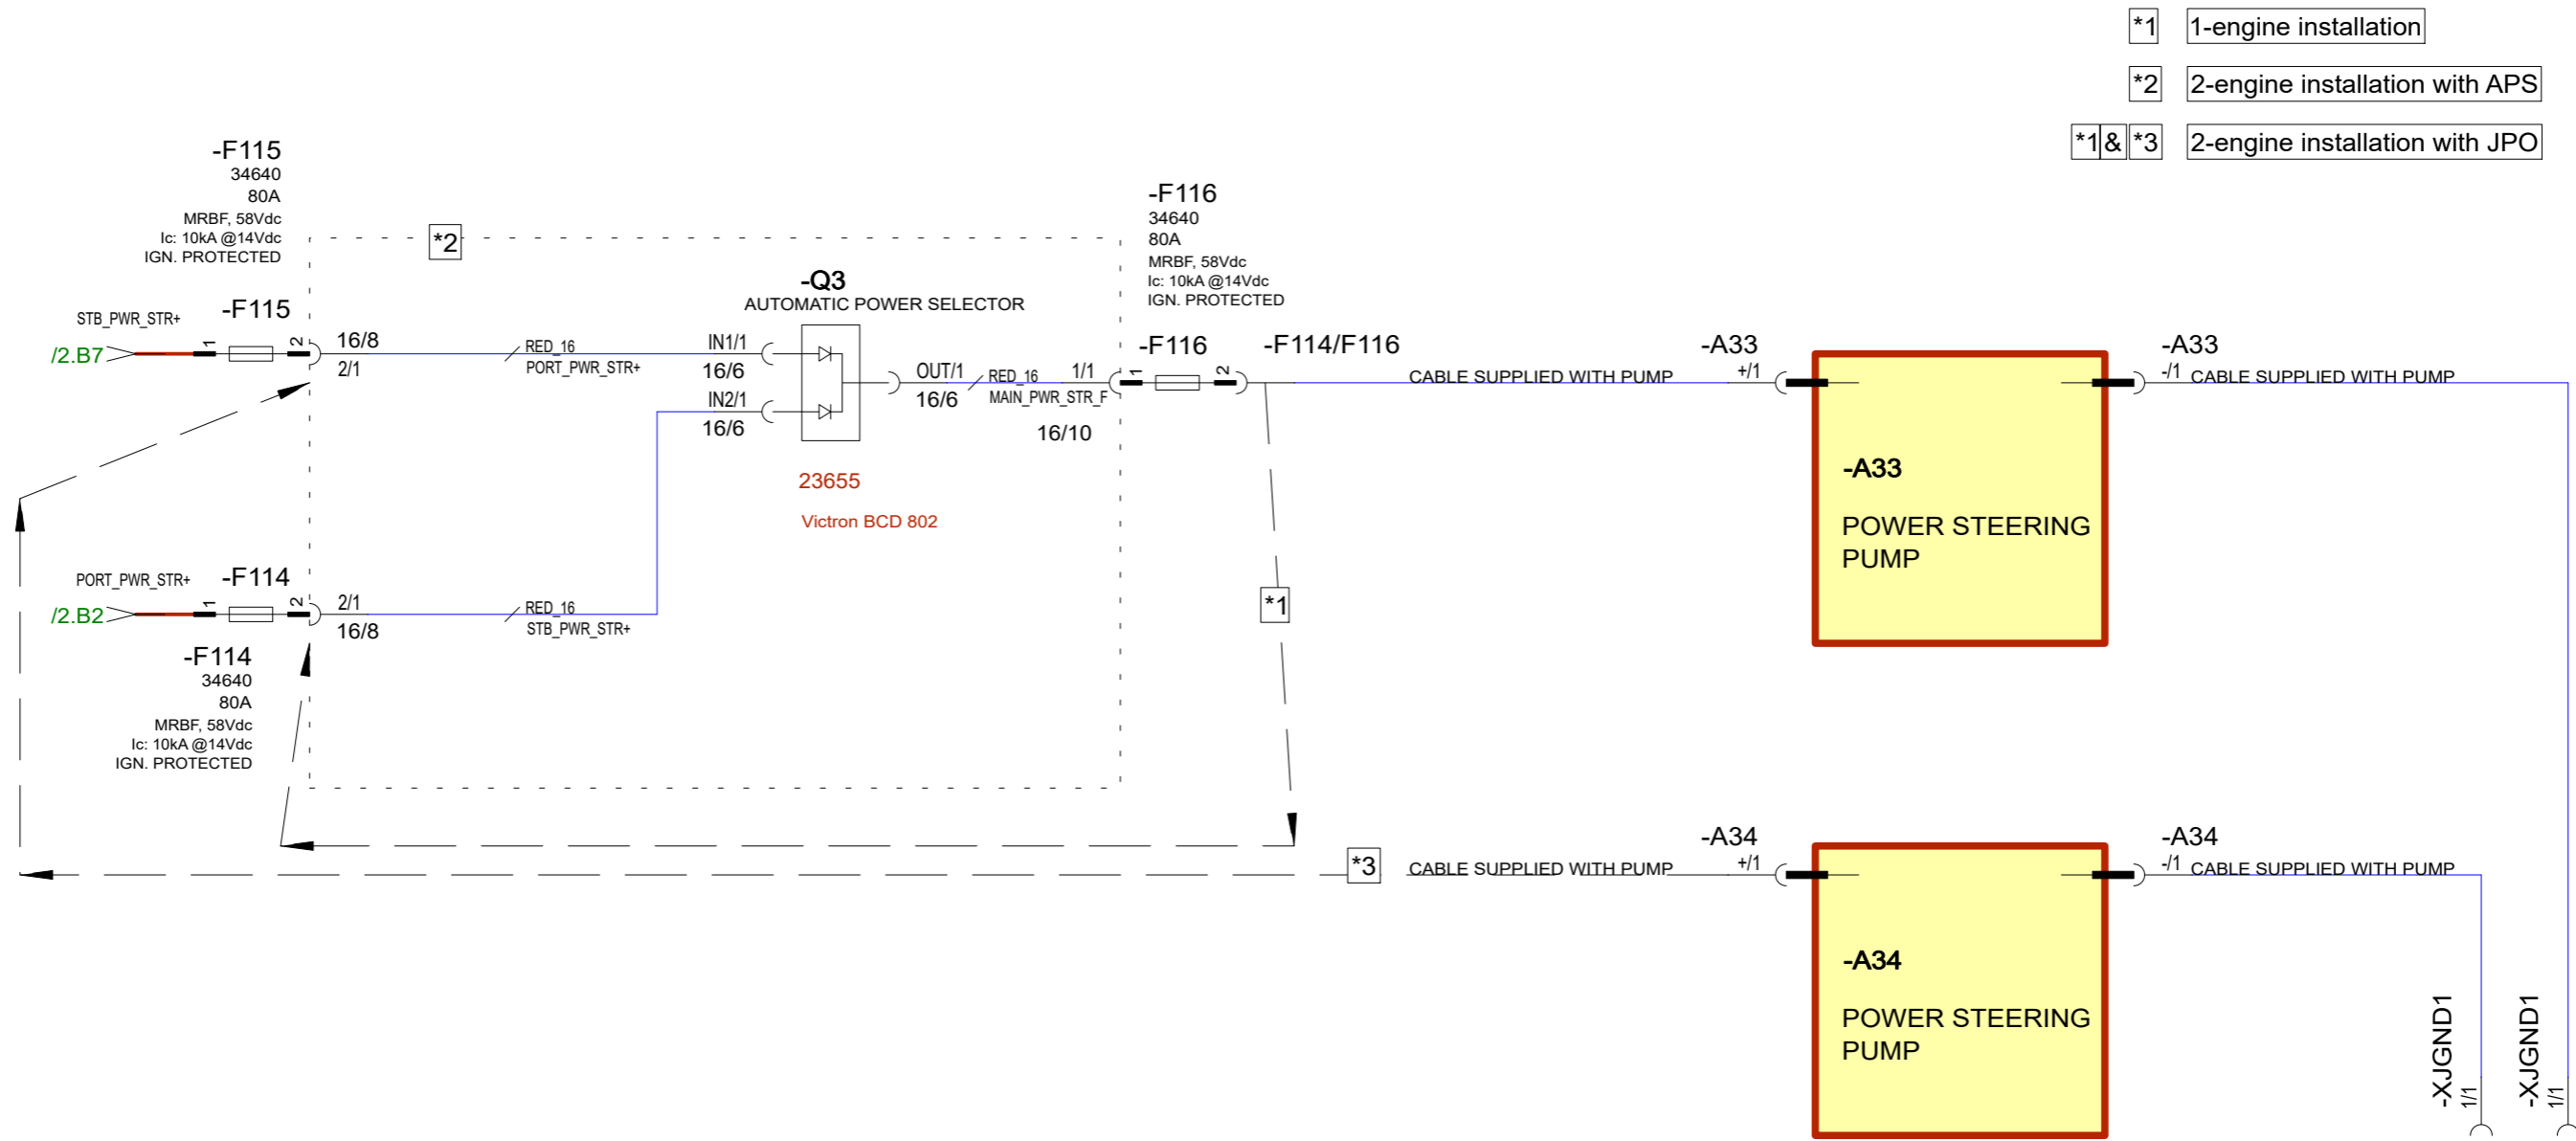 *1 1-engine installation
*2 2-engine installation with APS
*1 & *3 2-engine installation with JPO
-F115
34640
80A
MRBF, 58Vdc
Ic: 10kA @14Vdc
IGN. PROTECTED
*2
-F116
34640
80A
MRBF, 58Vdc
Ic: 10kA @14Vdc
IGN. PROTECTED
-Q3
AUTOMATIC POWER SELECTOR
STB_PWR_STR+
-F115
/2.B7
1
2
16/8
2/1
RED_16
PORT_PWR_STR+
IN1/1
16/6
IN2/1
16/6
OUT/1
16/6
RED_16
MAIN_PWR_STR_F
1/1
16/10
-F116
1
2
-F114/F116
CABLE SUPPLIED WITH PUMP
-A33
+/1
-A33
-/1
CABLE SUPPLIED WITH PUMP
-A33
POWER STEERING
PUMP
23655
Victron BCD 802
PORT_PWR_STR+
-F114
/2.B2
1
2
2/1
16/8
RED_16
STB_PWR_STR+
*1
-F114
34640
80A
MRBF, 58Vdc
Ic: 10kA @14Vdc
IGN. PROTECTED
*3
CABLE SUPPLIED WITH PUMP
-A34
+/1
-A34
-/1
CABLE SUPPLIED WITH PUMP
-A34
POWER STEERING
PUMP
-XJGND1
1/1
-XJGND1
1/1